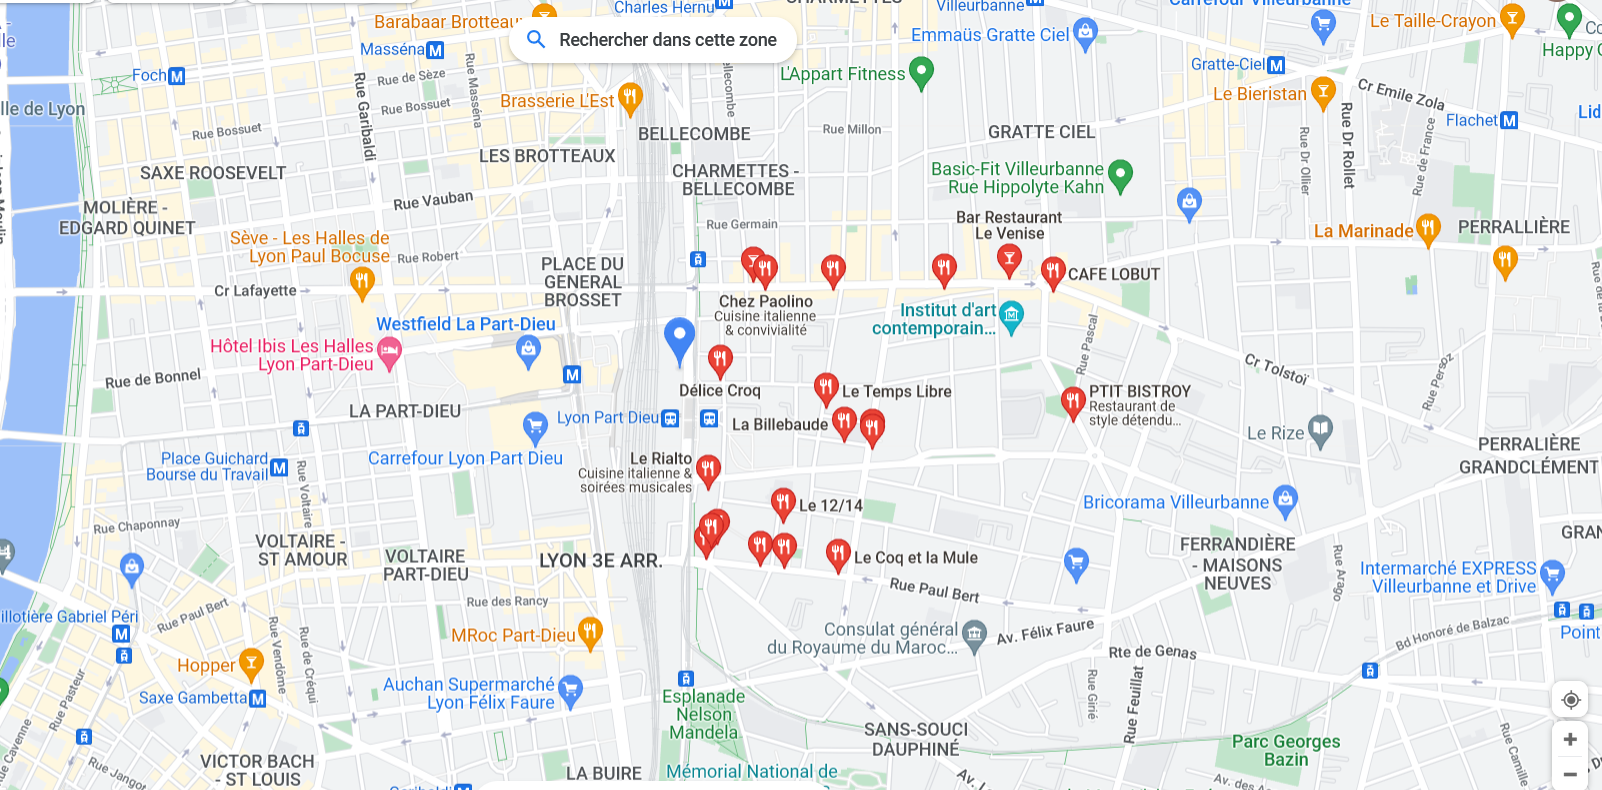 Charles Hernu
CHARMETTES
Villeurbanne
Carrefour Villeurbanne
Barabaar Brotteaux
Le Taille-Crayon
lle
Rechercher dans cette zone
Emmaüs Gratte Ciel
Masséna
Happy
Foch
Rue de Sèze
L'Appart Fitness
Gratte-Ciel
Rue Masséna
Bellecombe
Brasserie L'Est
Le Bieristan
Cr Emile Zola
lle de Lyon
Rue Garibaldi
Rue Bossuet
Flachet
Lid
Rue Bossuet
BELLECOMBE
Rue Millon
GRATTE CIEL
Rue Dr Rollet
Rue Dr Ollier
Rue de France
LES BROTTEAUX
SAXE ROOSEVELT
CHARMETTES -
BELLECOMBE
Basic-Fit Villeurbanne
Rue Hippolyte Kahn
Rue Vauban
MOLIÈRE -
EDGARD QUINET
Rue Germain
Bar Restaurant
Le Venise
La Marinade
PERRALLIÈRE
Sève - Les Halles de
Lyon Paul Bocuse
Rue Robert
PLACE DU
GENERAL
BROSSET
CAFE LOBUT
Cr Lafayette
Chez Paolino
Cuisine italienne
& convivialité
Institut d'art
contemporain...
Westfield La Part-Dieu
Rue Pascal
Hôtel Ibis Les Halles
Lyon Part-Dieu
Cr Tolstoï
Rue de Bonnel
Rue Persoz
Délice Croq
Le Temps Libre
PTIT BISTROY
Restaurant de
style détendu...
LA PART-DIEU
Lyon Part Dieu
La Billebaude
Le Rize
PERRALIÈRE
GRANDCLÉMENT
Place Guichard
Bourse du Travail
Carrefour Lyon Part Dieu
Le Rialto
Cuisine italienne &
soirées musicales
Rue Voltaire
Le 12/14
Bricorama Villeurbanne
Rue Chaponnay
GRAN
VOLTAIRE -
ST AMOUR
VOLTAIRE
PART-DIEU
LYON 3E ARR.
Le Coq et la Mule
FERRANDIÈRE
- MAISONS
NEUVES
Rue Arago
Intermarché EXPRESS
Villeurbanne et Drive
Rue Paul Bert
Rue des Rancy
illotière Gabriel Péri
Rue Paul Bert
MRoc Part-Dieu
Consulat général
du Royaume du Maroc...
Av. Félix Faure
Bd Honoré de Balzac
Point
Rte de Genas
Rue Vendôme
Rue de Créqui
Hopper
Saxe Gambetta
Auchan Supermarché
Lyon Félix Faure
Rue Pasteur
Esplanade
Nelson
Mandela
Rue Girié
Rue Feuillat
SANS-SOUCI
DAUPHINÉ
Parc Georges
Bazin
Rue Cavenne
Rue Camille
VICTOR BACH
- ST LOUIS
Rue Jangot
LA BUIRE
Mémorial National de
Av. des
Garibaldi